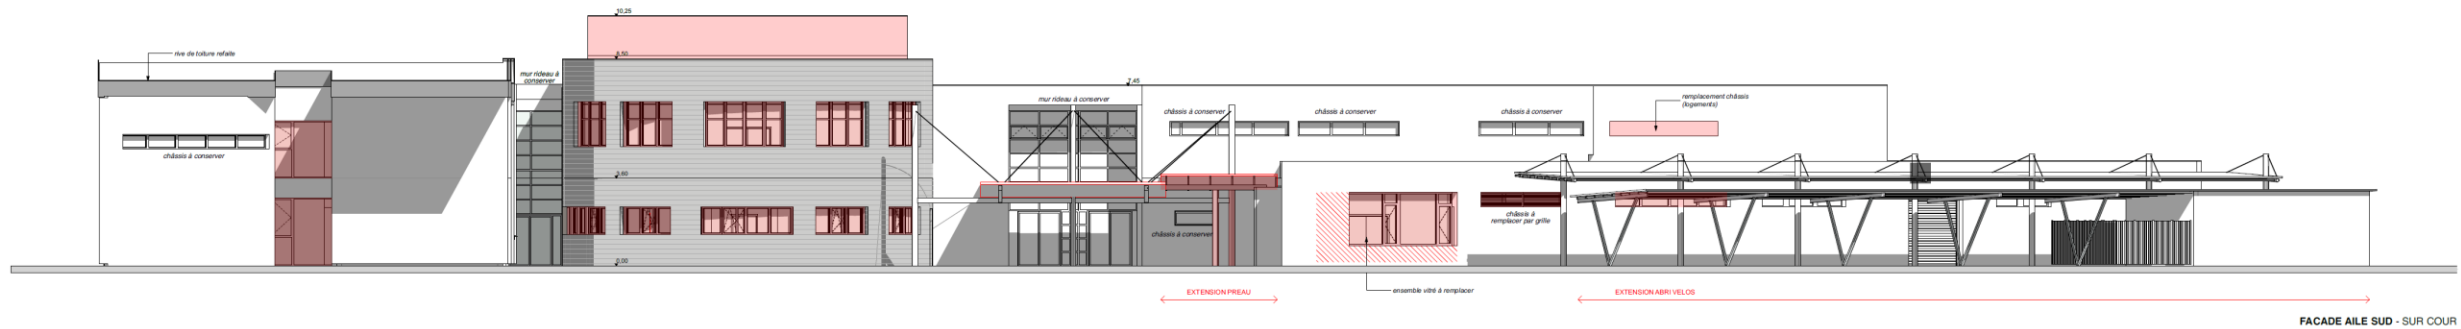 10,25
rive de toiture refaite
8,50
mur rideau à
conserver
7,45
mur rideau à conserver
châssis à conserver
châssis à conserver
châssis à conserver
remplacement châssis
(logements)
châssis à conserver
3,60
châssis à
remplacer par grille
châssis à conserver
0,00
EXTENSION PREAU
ensemble vitré à remplacer
EXTENSION ABRI VELOS
FACADE AILE SUD - SUR COUR